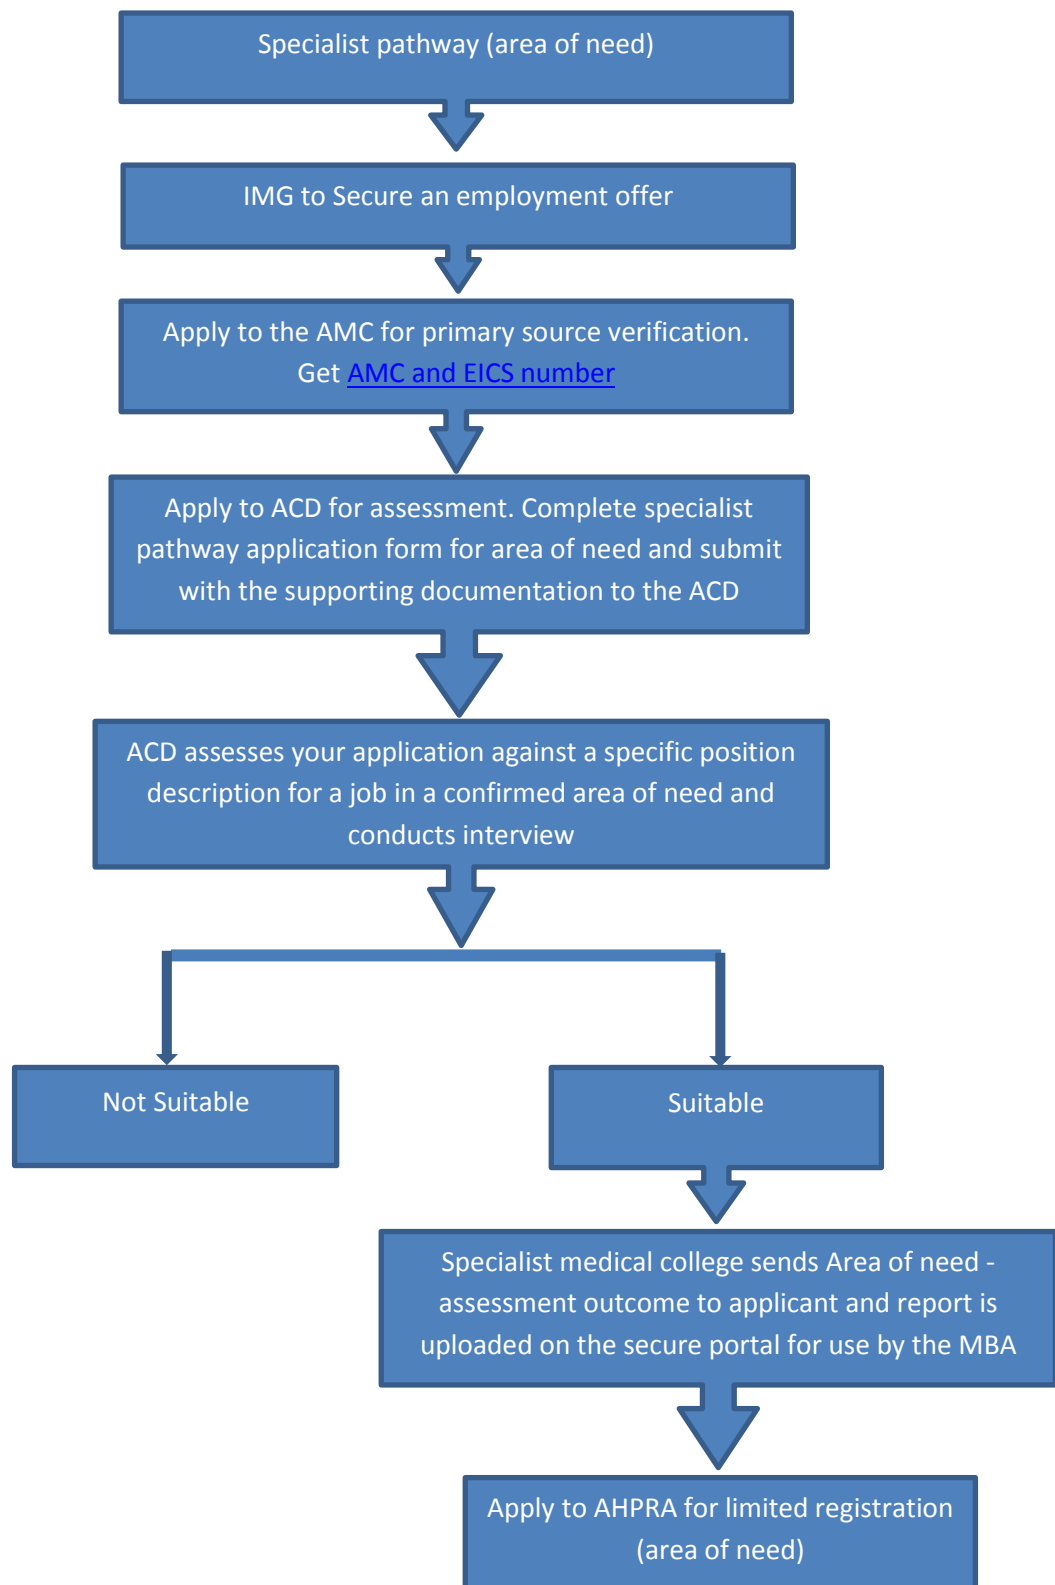 Specialist pathway (area of need)
IMG to Secure an employment offer
Apply to the AMC for primary source verification.
Get AMC and EICS number
Apply to ACD for assessment. Complete specialist
pathway application form for area of need and submit
with the supporting documentation to the ACD
ACD assesses your application against a specific position
description for a job in a confirmed area of need and
conducts interview
Not Suitable
Suitable
Specialist medical college sends Area of need -
assessment outcome to applicant and report is
uploaded on the secure portal for use by the MBA
Apply to AHPRA for limited registration
(area of need)